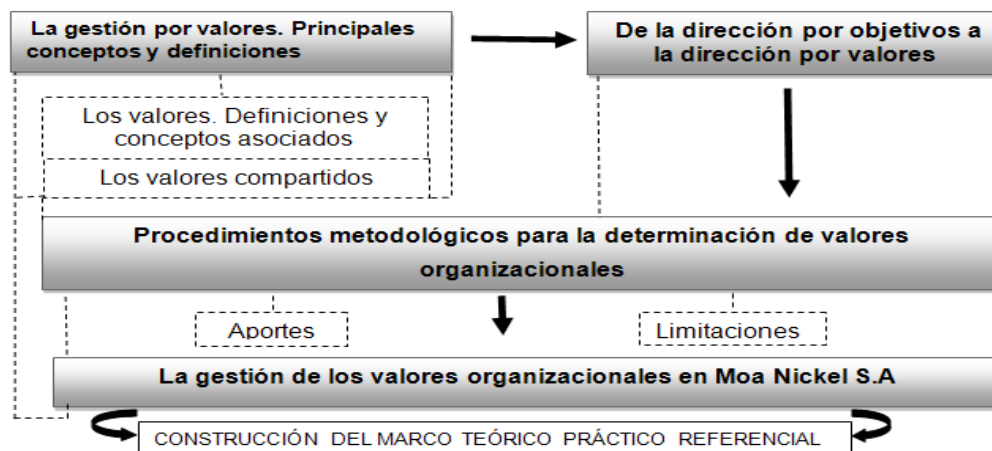 La gestión por valores. Principales
conceptos y definiciones
De la dirección por objetivos a
la dirección por valores
Los valores. Definiciones y
conceptos asociados
Los valores compartidos
Procedimientos metodológicos para la determinación de valores
organizacionales
Aportes
Limitaciones
La gestión de los valores organizacionales en Moa Nickel S.A
CONSTRUCCIÓN DEL MARCO TEÓRICO PRÁCTICO REFERENCIAL